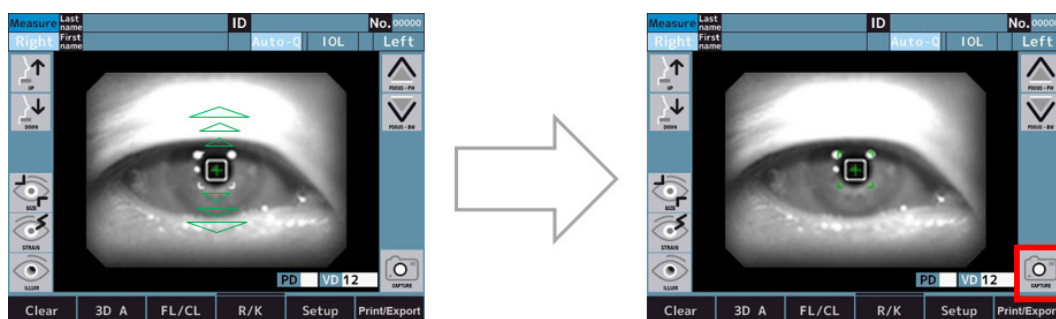 Measure Last name ID No. 00000
Right First name Auto-Q IOL Left
UP FOCUS - FW
DOWN FOCUS - BW
SIZE
STRAIN
ILLUM CAPTURE
PD VD 12
Clear 3D A FL/CL R/K Setup Print/Export
Measure Last name ID No. 00000
Right First name Auto-Q IOL Left
UP FOCUS - FW
DOWN FOCUS - BW
SIZE
STRAIN
ILLUM CAPTURE
PD VD 12
Clear 3D A FL/CL R/K Setup Print/Export